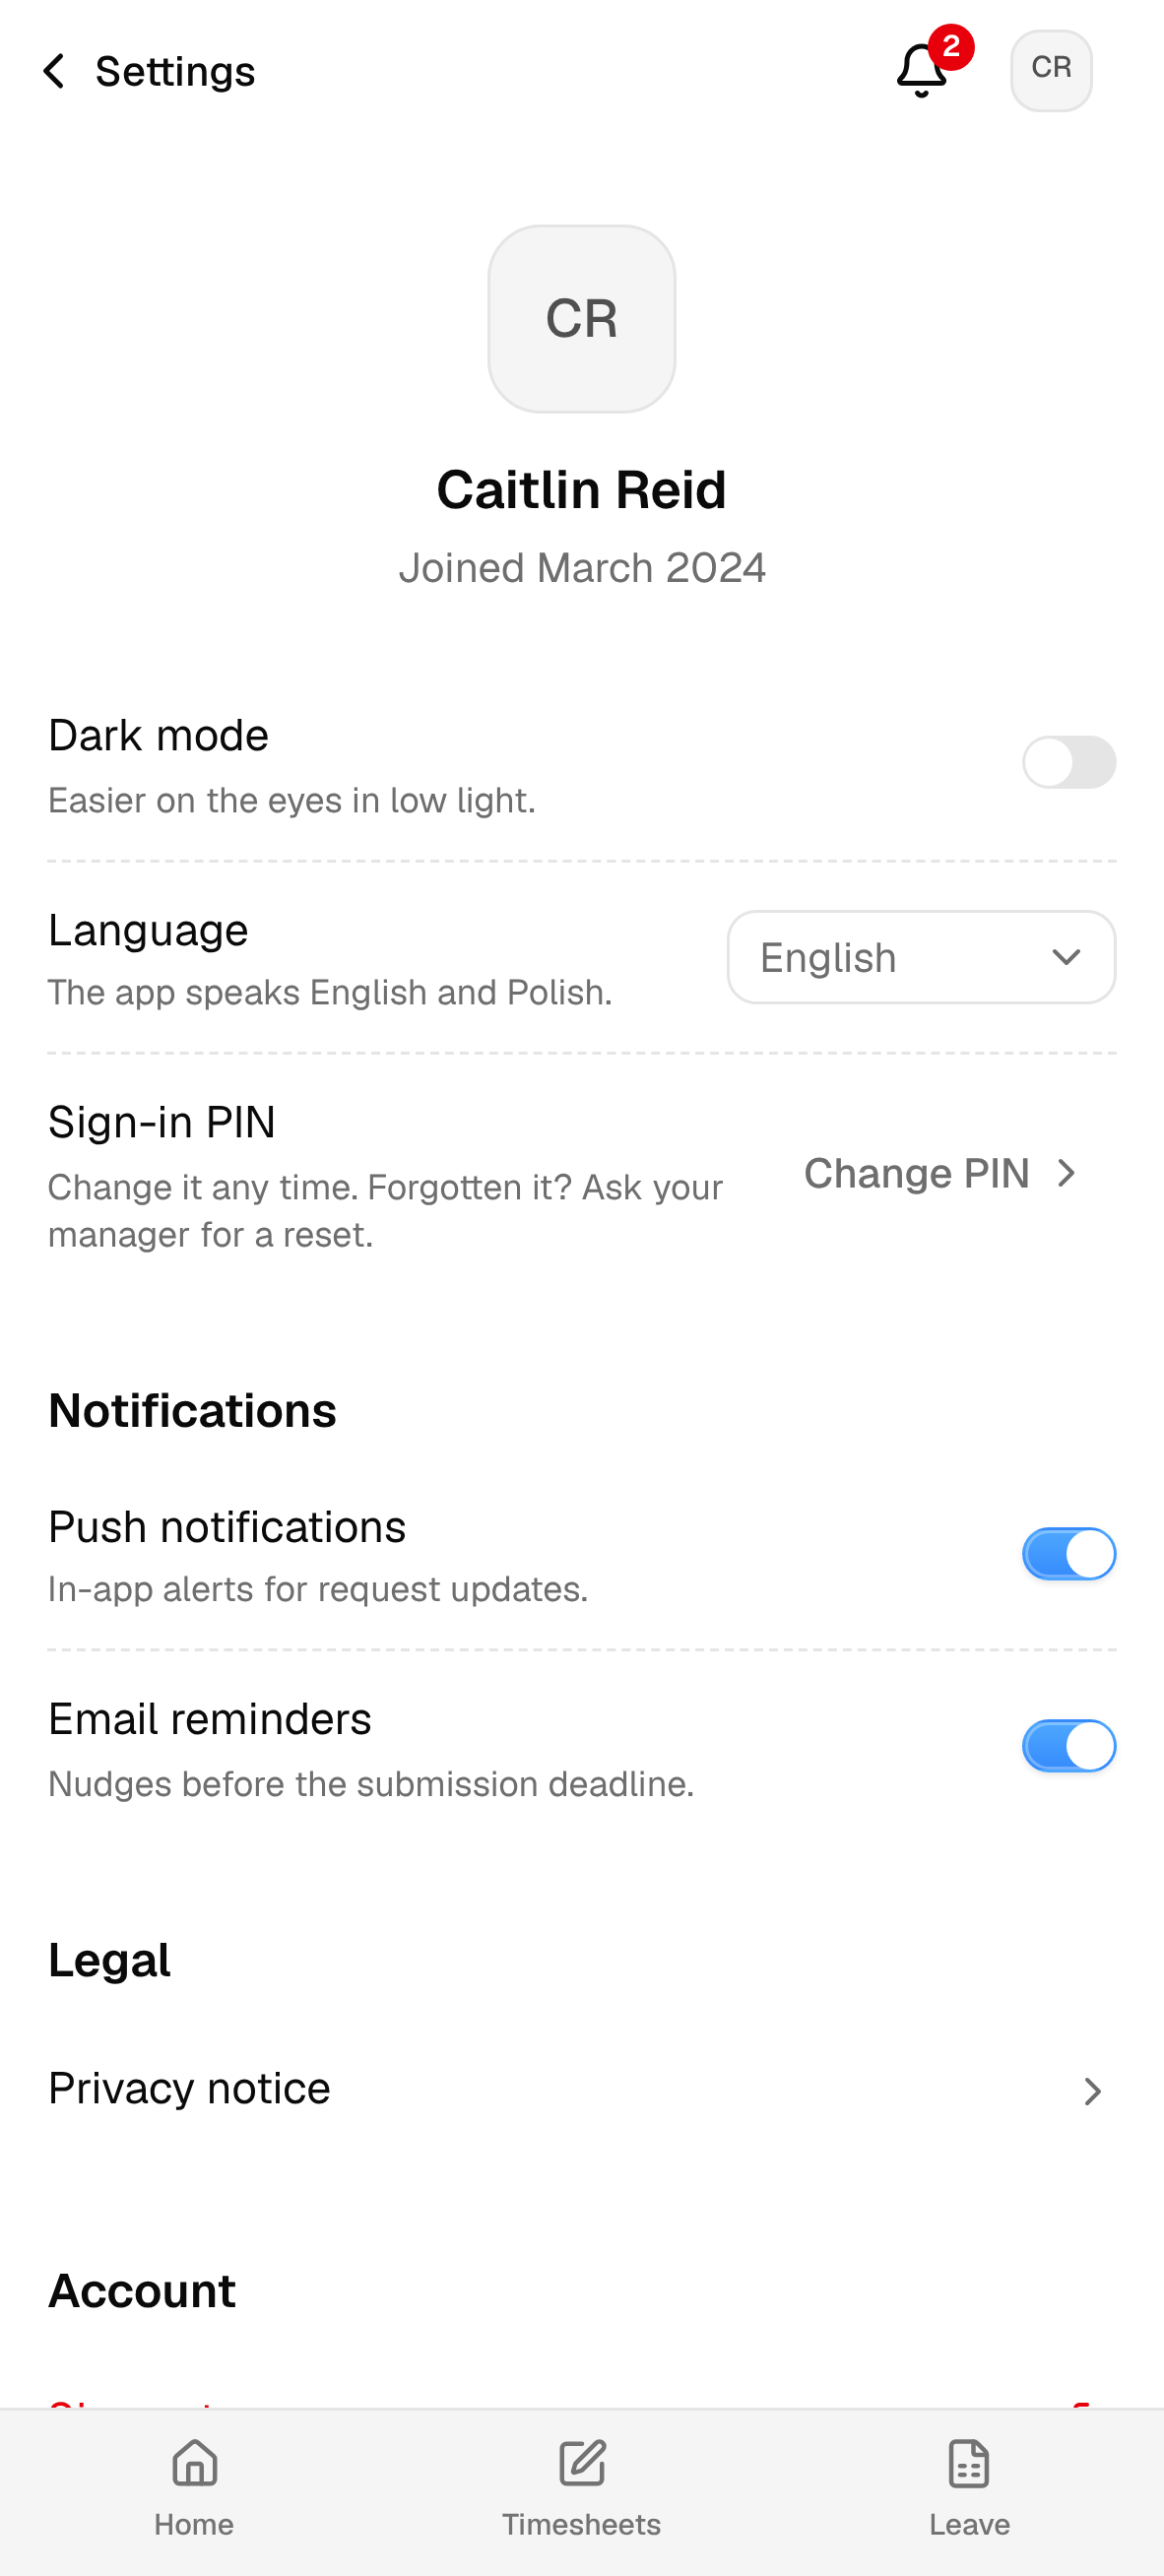 Settings
2
CR
CR
Caitlin Reid
Joined March 2024
Dark mode
Easier on the eyes in low light.
Language
The app speaks English and Polish.
English
Sign-in PIN
Change it any time. Forgotten it? Ask your
manager for a reset.
Change PIN
Notifications
Push notifications
In-app alerts for request updates.
Email reminders
Nudges before the submission deadline.
Legal
Privacy notice
Account
Home
Timesheets
Leave